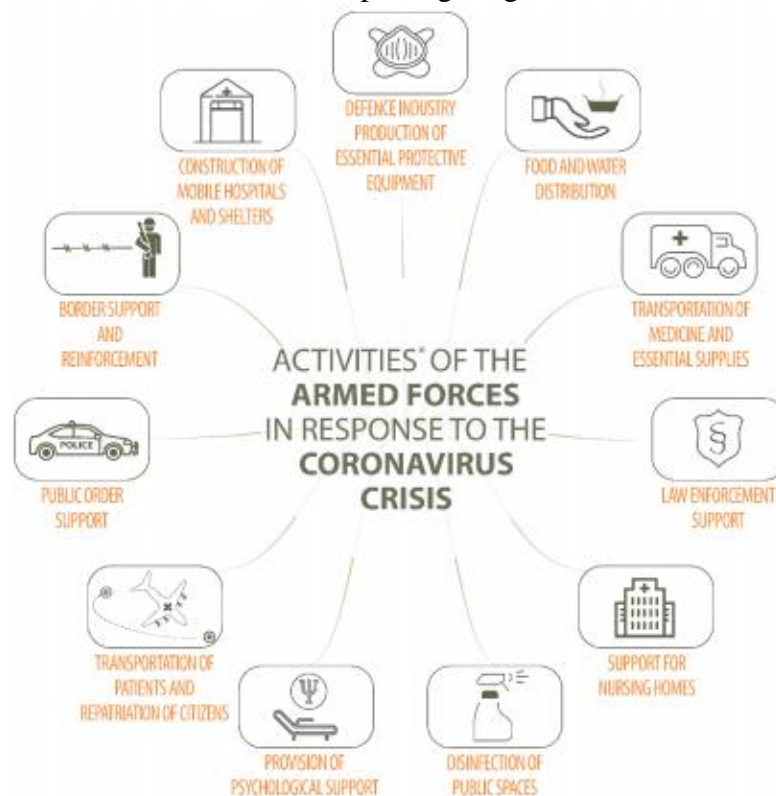 DEFENCE INDUSTRY
PRODUCTION OF
ESSENTIAL PROTECTIVE
EQUIPMENT
FOOD AND WATER
DISTRIBUTION
TRANSPORTATION OF
MEDICINE AND
ESSENTIAL SUPPLIES
§
LAW ENFORCEMENT
SUPPORT
SUPPORT FOR
NURSING HOMES
DISINFECTION OF
PUBLIC SPACES
Ψ
PROVISION OF
PSYCHOLOGICAL SUPPORT
TRANSPORTATION OF
PATIENTS AND
REPATRIATION OF CITIZENS
POLICE
PUBLIC ORDER
SUPPORT
BORDER SUPPORT
AND
REINFORCEMENT
CONSTRUCTION OF
MOBILE HOSPITALS
AND SHELTERS
ACTIVITIES* OF THE
ARMED FORCES
IN RESPONSE TO THE
CORONAVIRUS
CRISIS